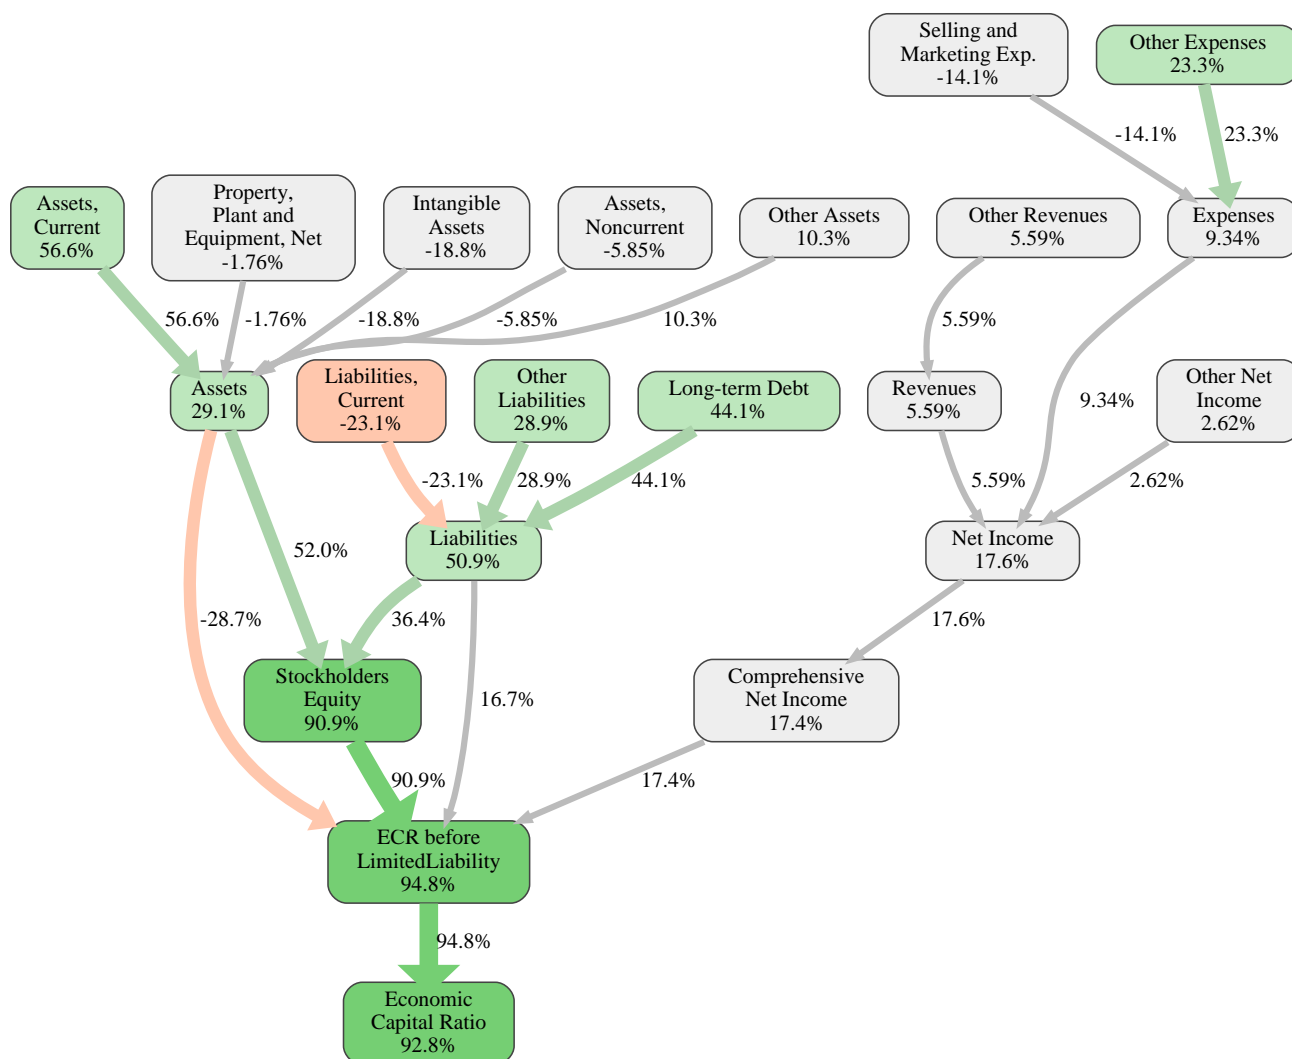 Selling and
Marketing Exp.
-14.1%
Other Expenses
23.3%
-14.1%
23.3%
Assets,
Current
56.6%
Property,
Plant and
Equipment, Net
-1.76%
Intangible
Assets
-18.8%
Assets,
Noncurrent
-5.85%
Other Assets
10.3%
Other Revenues
5.59%
Expenses
9.34%
56.6%
-1.76%
-18.8%
-5.85%
10.3%
5.59%
Assets
29.1%
Liabilities,
Current
-23.1%
Other
Liabilities
28.9%
Long-term Debt
44.1%
Revenues
5.59%
9.34%
Other Net
Income
2.62%
-23.1%
28.9%
44.1%
5.59%
2.62%
52.0%
Liabilities
50.9%
Net Income
17.6%
-28.7%
36.4%
17.6%
Stockholders
Equity
90.9%
16.7%
Comprehensive
Net Income
17.4%
90.9%
17.4%
ECR before
LimitedLiability
94.8%
94.8%
Economic
Capital Ratio
92.8%